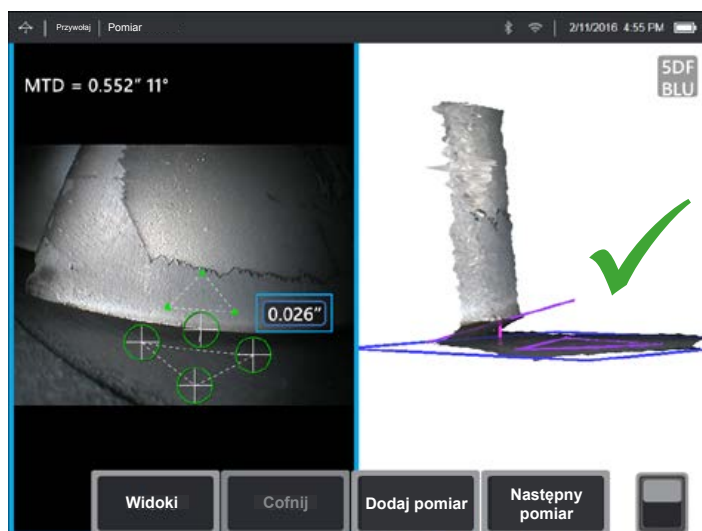 Przywołaj Pomiar 2/11/2016 4:55 PM
MTD = 0.552" 11°
5DF
BLU
0.026"
Widoki
Cofnij
Dodaj pomiar
Następny
pomiar